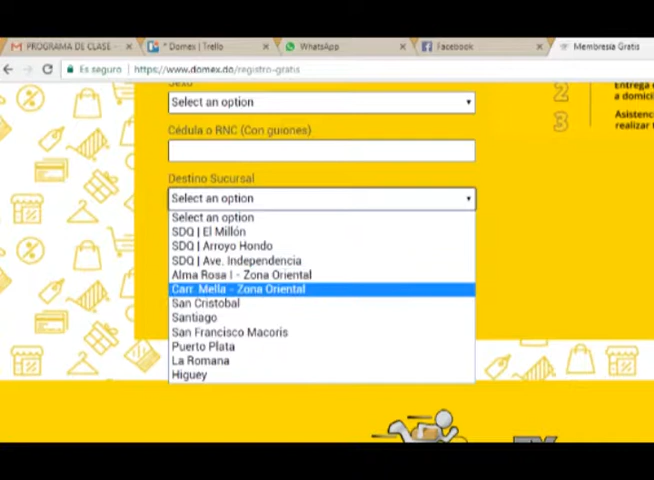 PROGRAMA DE CLASE -
* Domex | Trello
WhatsApp
Facebook
Membresía Gratis
Es seguro | https://www.domex.do/registro-gratis
Sexo
Select an option
Cédula o RNC (Con guiones)
Destino Sucursal
Select an option
Select an option
SDQ | El Millón
SDQ | Arroyo Hondo
SDQ | Ave. Independencia
Alma Rosa I - Zona Oriental
Carr. Mella - Zona Oriental
San Cristobal
Santiago
San Francisco Macoris
Puerto Plata
La Romana
Higuey
2
Entrega
a domici
3
Asistenc
realizar